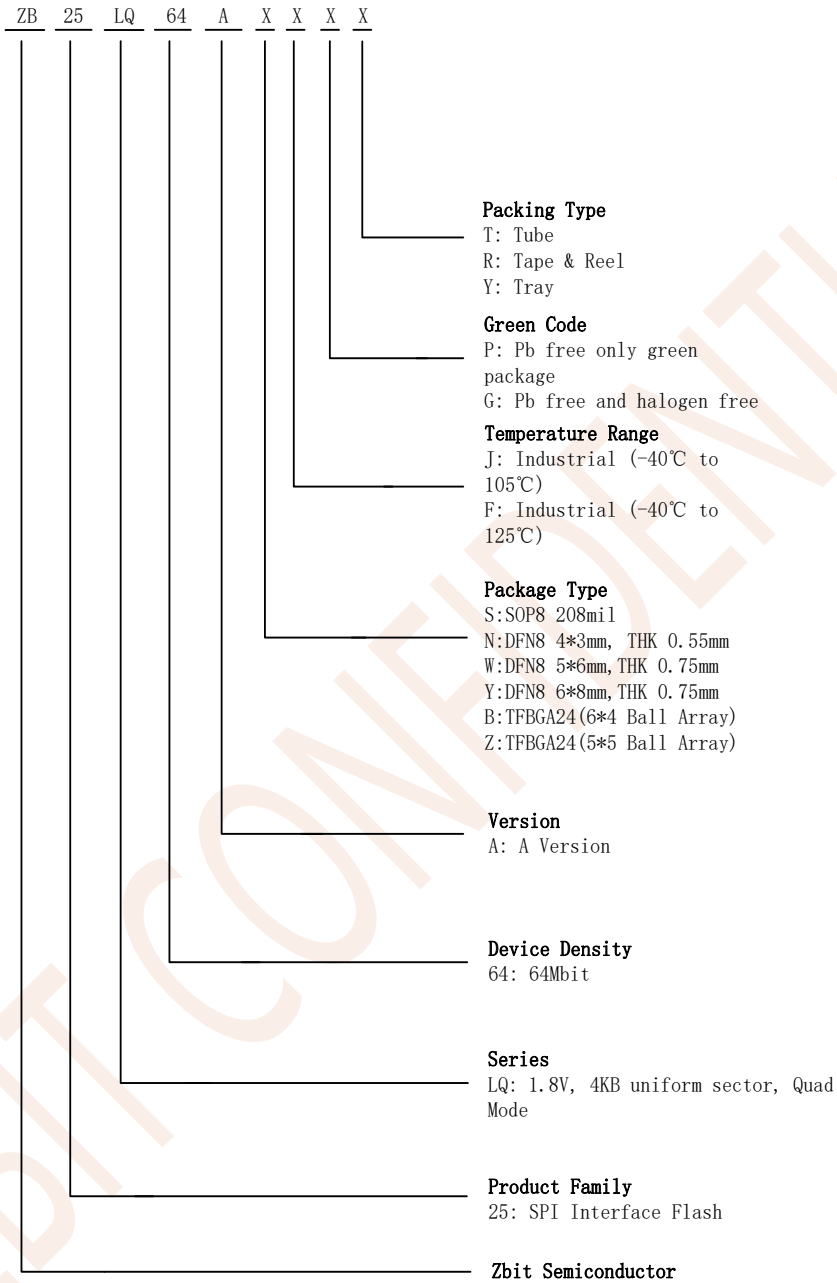 ZB 25 LQ 64 A X X X X
Packing Type
T: Tube
R: Tape & Reel
Y: Tray
Green Code
P: Pb free only green
package
G: Pb free and halogen free
Temperature Range
J: Industrial (-40℃ to
105℃)
F: Industrial (-40℃ to
125℃)
Package Type
S:SOP8 208mil
N:DFN8 4*3mm, THK 0.55mm
W:DFN8 5*6mm,THK 0.75mm
Y:DFN8 6*8mm,THK 0.75mm
B:TFBGA24(6*4 Ball Array)
Z:TFBGA24(5*5 Ball Array)
Version
A: A Version
Device Density
64: 64Mbit
Series
LQ: 1.8V, 4KB uniform sector, Quad
Mode
Product Family
25: SPI Interface Flash
Zbit Semiconductor
BIT CONFIDENTI